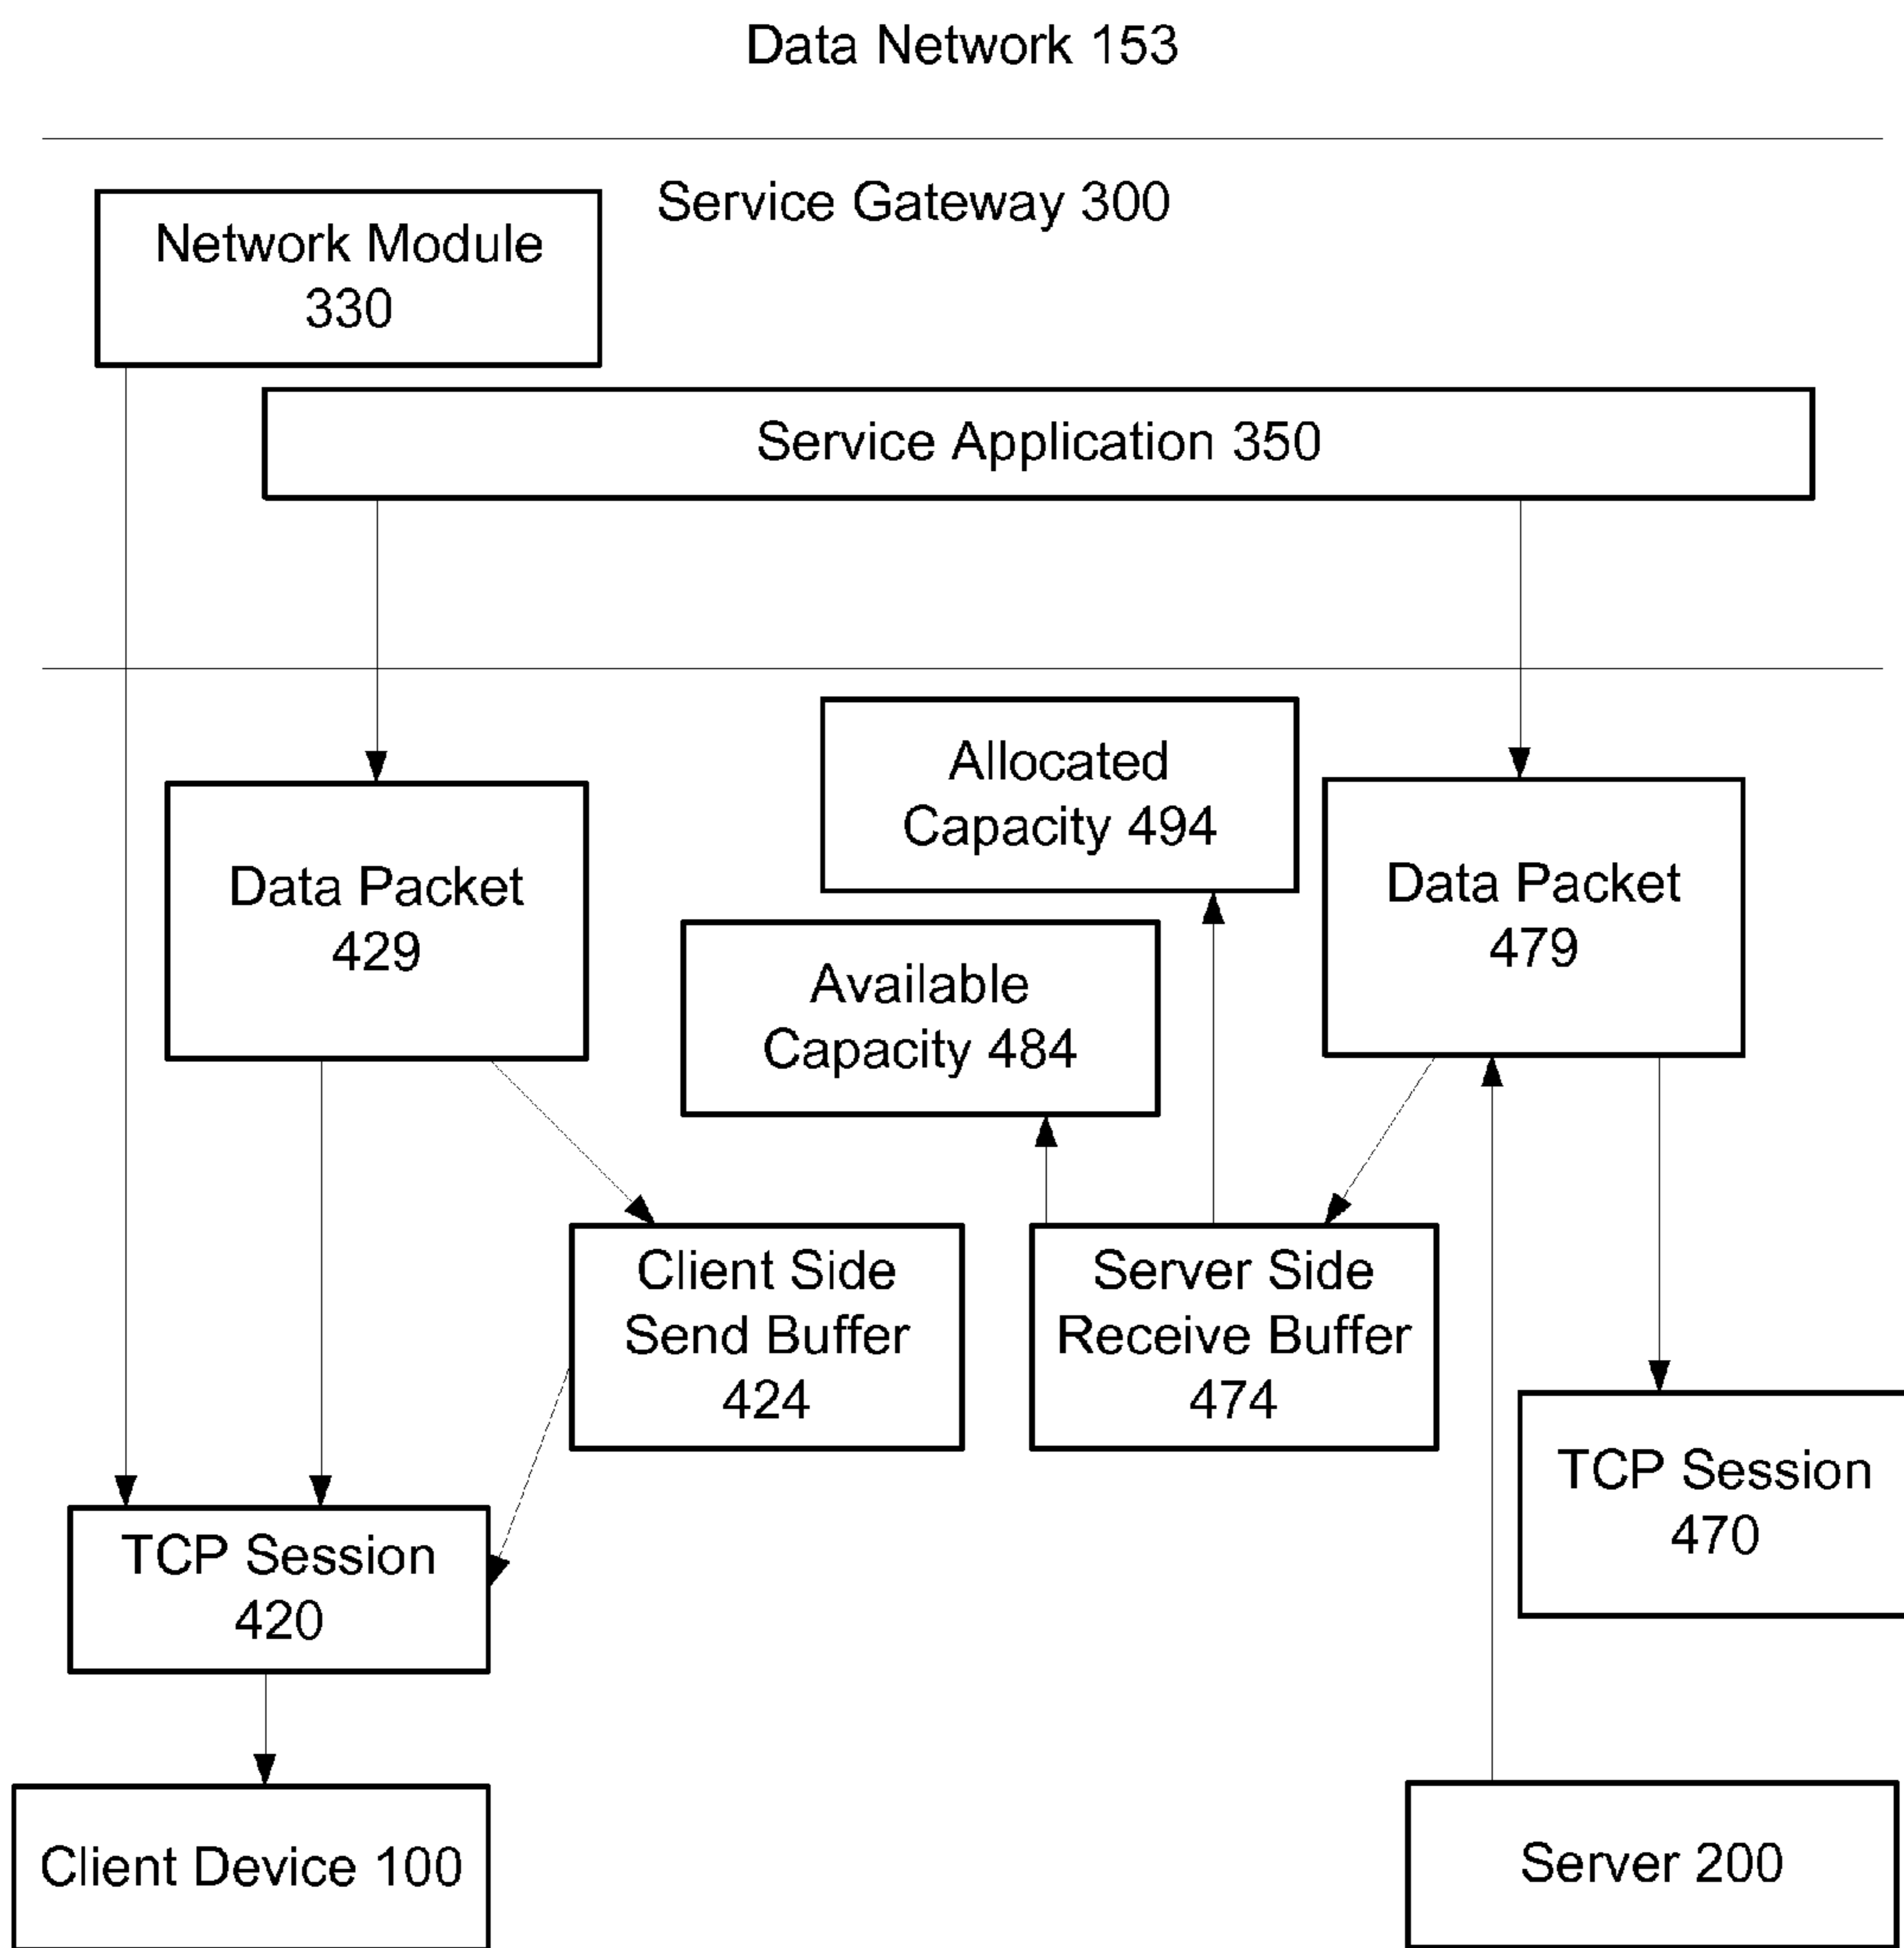 Data Network 153
Service Gateway 300
Network Module
330
Service Application 350
Allocated
Capacity 494
Data Packet
429
Data Packet
479
Available
Capacity 484
Client Side
Send Buffer
424
Server Side
Receive Buffer
474
TCP Session
470
TCP Session
420
Client Device 100
Server 200